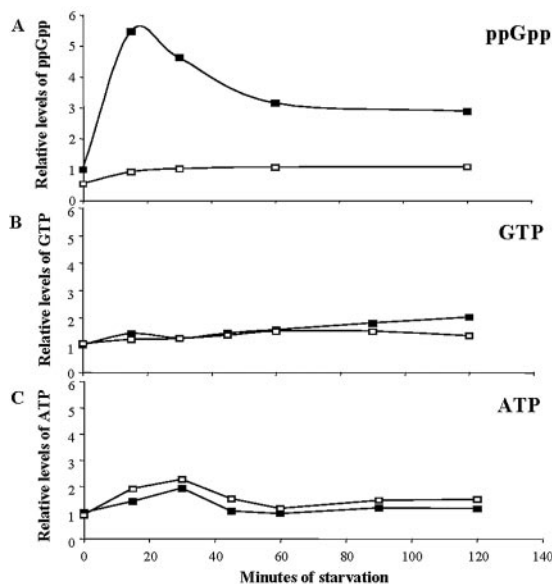 A
ppGpp
Relative levels of ppGpp
6
5
4
3
2
1
0
B
GTP
Relative levels of GTP
6
5
4
3
2
1
0
C
ATP
Relative levels of ATP
6
5
4
3
2
1
0
0 20 40 60 80 100 120 140
Minutes of starvation